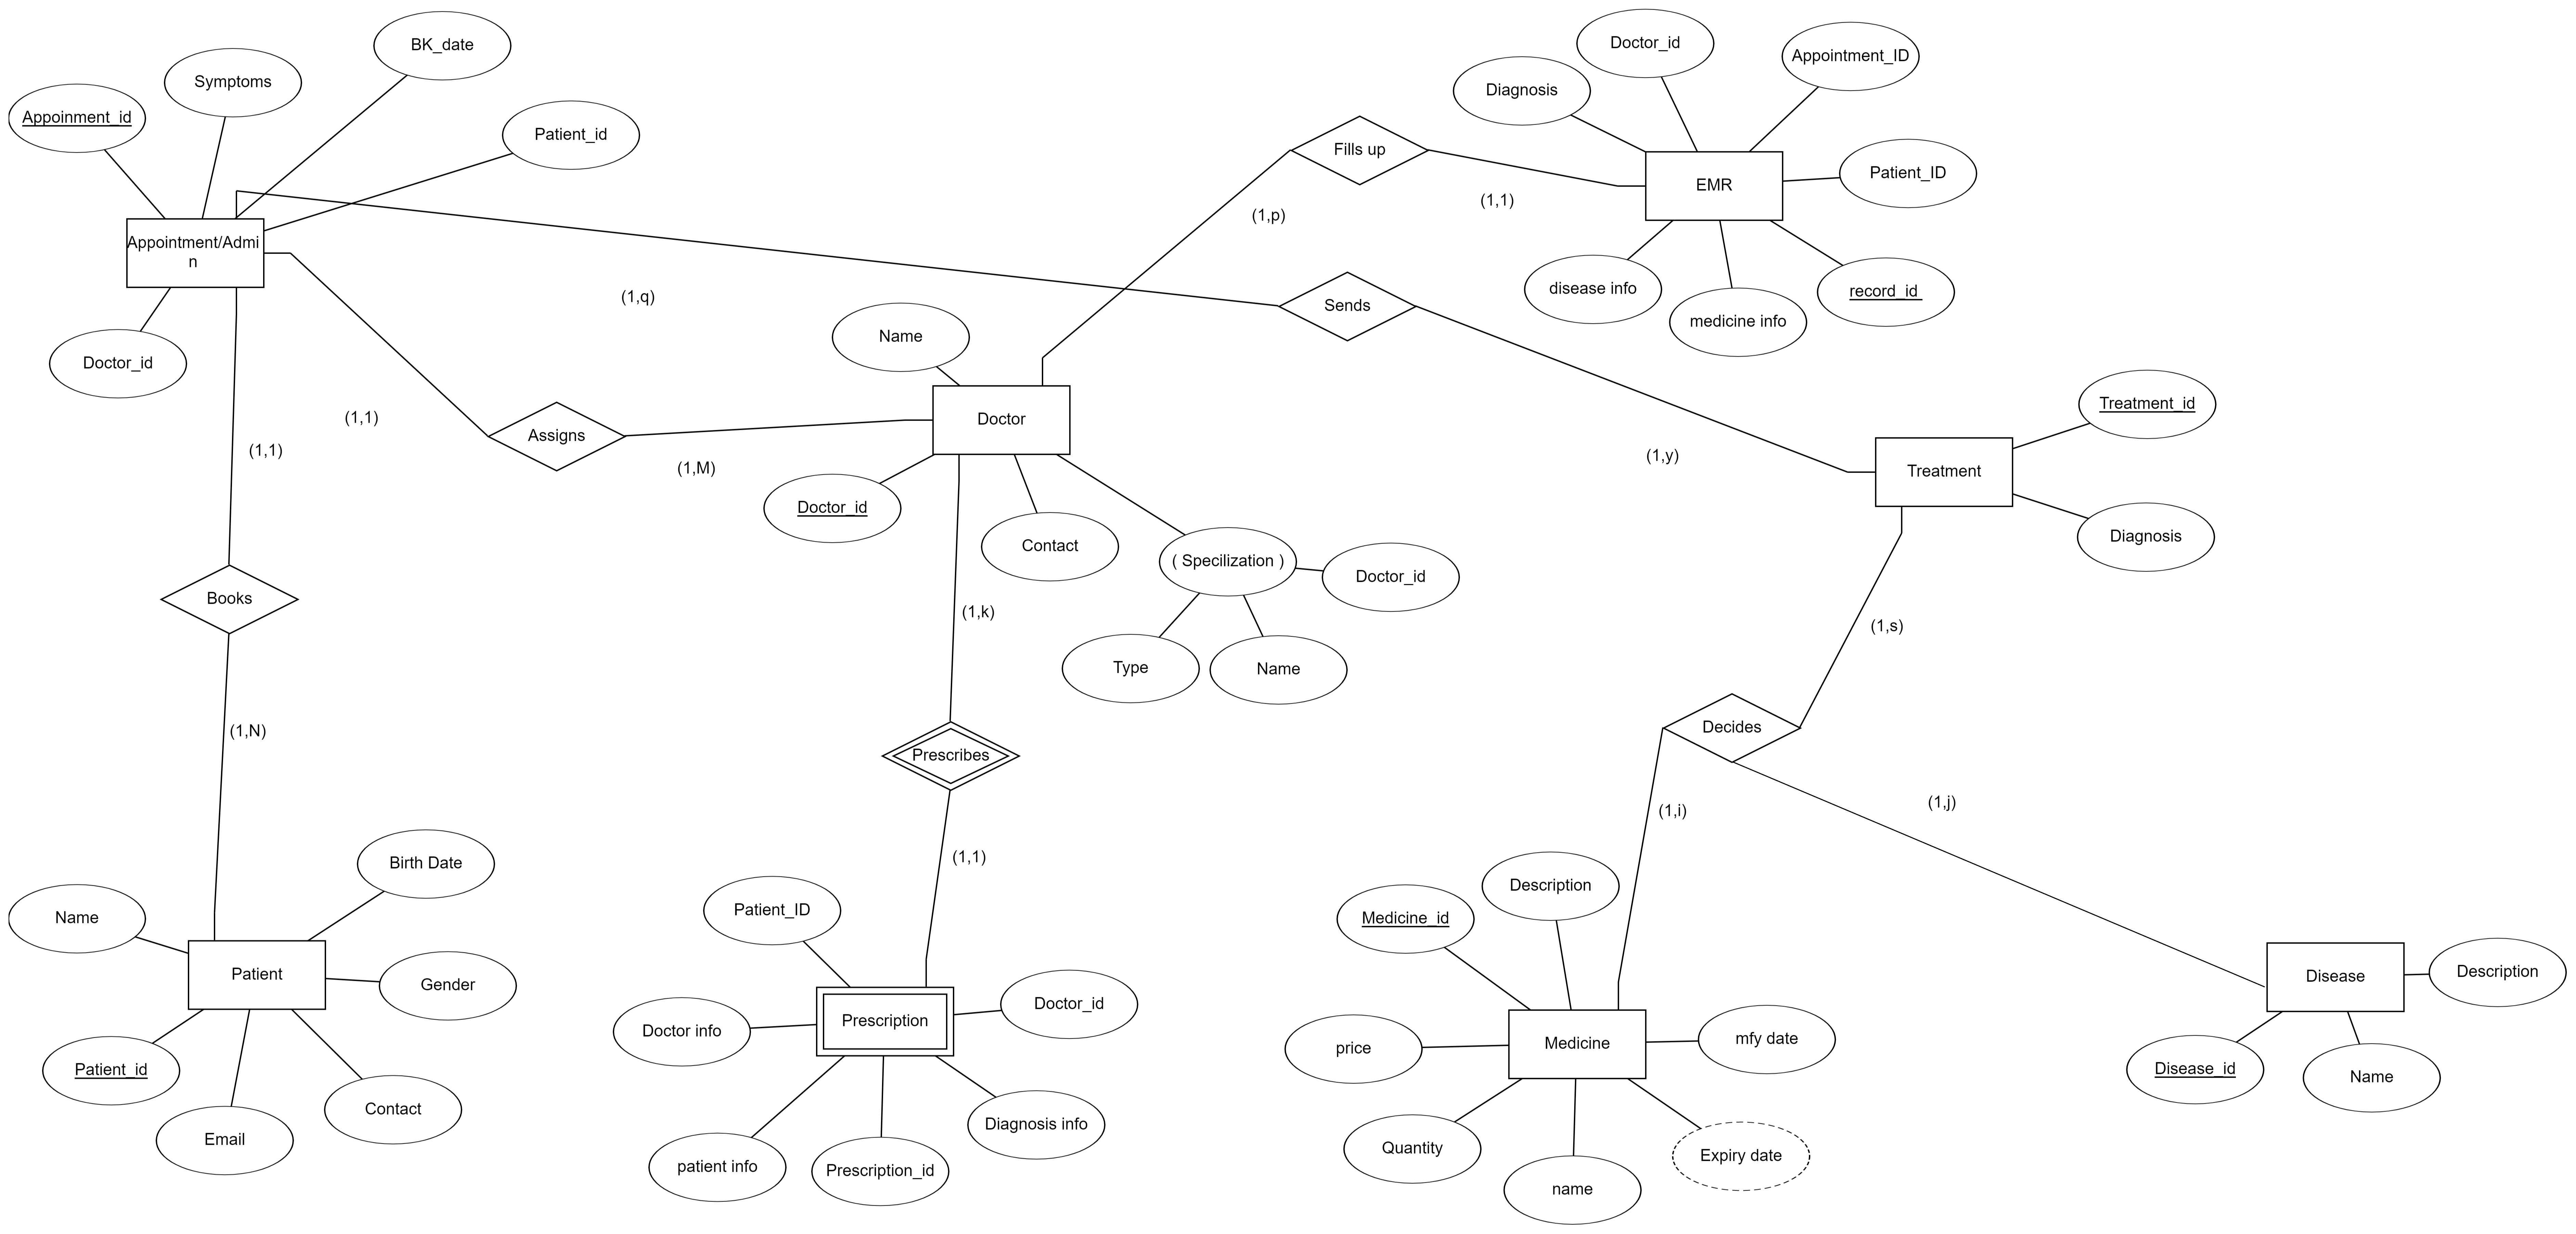 BK_date
Symptoms
Appoinment_id
Patient_id
Appointment/Admi
n
Doctor_id
(1,q)
(1,1)
(1,1)
Assigns
(1,M)
Books
(1,N)
Doctor_id
Appointment_ID
Diagnosis
Fills up
Patient_ID
EMR
(1,1)
(1,p)
disease info
medicine info
record_id
Sends
Name
Doctor
Doctor_id
Contact
( Specilization )
Doctor_id
Type
Name
(1,k)
(1,y)
Treatment_id
Treatment
Diagnosis
(1,s)
Decides
(1,i)
(1,j)
Prescribes
(1,1)
Birth Date
Name
Patient
Gender
Patient_id
Contact
Email
Patient_ID
Doctor info
Prescription
Doctor_id
Diagnosis info
patient info
Prescription_id
Description
Medicine_id
price
Medicine
mfy date
Quantity
name
Expiry date
Disease
Description
Disease_id
Name